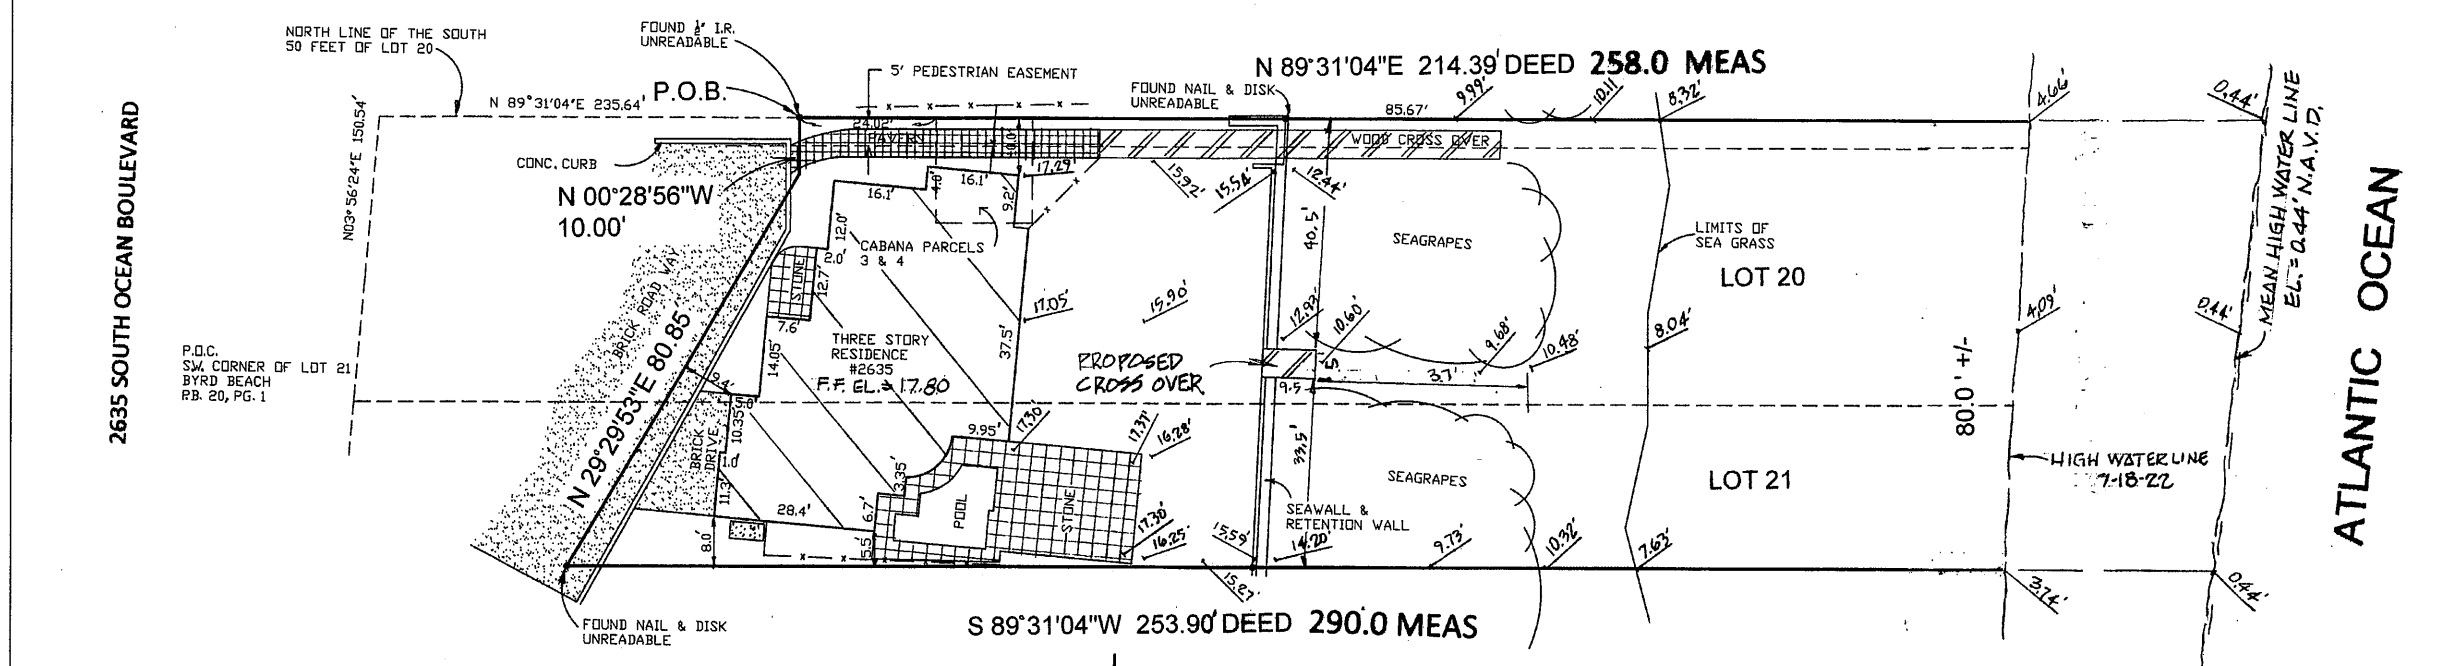 NORTH LINE OF THE SOUTH
50 FEET OF LOT 20
FOUND ½" I.R.
UNREADABLE
P.O.B.
N 89°31'04"E 235.64'
5' PEDESTRIAN EASEMENT
FOUND NAIL & DISK
UNREADABLE
N 89°31'04"E 214.39' DEED 258.0 MEAS
85.67'
9.99'
10.11
8.32'
4.66'
0.44'
MEAN HIGH WATER LINE
EL. = 0.44' N.A.V.D.
ATLANTIC OCEAN
2635 SOUTH OCEAN BOULEVARD
N03°56'24"E 150.54'
24.02'
PAVERS
10.0'
WOOD CROSS OVER
CONC. CURB
N 00°28'56"W
10.00'
16.1'
4.0'
16.1'
9.2'
17.29'
15.92'
15.54'
12.44'
12.0'
2.0'
CABANA PARCELS
3 & 4
40.5'
SEAGRAPES
LIMITS OF
SEA GRASS
LOT 20
STONE
12.7'
7.6'
BRICK ROAD WAY
N 29°29'53"E 80.85'
17.05'
15.90'
12.93'
10.60'
9.68'
10.48'
8.04'
4.09'
0.44'
THREE STORY
RESIDENCE
#2635
F.F. EL. = 17.80
14.05'
37.5'
PROPOSED
CROSS OVER
5'
9.5
37'
80.0' +/-
P.O.C.
S.W. CORNER OF LOT 21
BYRD BEACH
P.B. 20, PG. 1
9.4'
5.0'
10.35'
BRICK
DRIVE
1.0'
11.3'
9.95'
17.30'
17.37'
16.28'
3.35'
6.7'
5.5'
28.4'
8.0'
POOL
STONE
17.30'
16.25'
15.59'
15.27'
14.20'
33.5'
SEAWALL &
RETENTION WALL
SEAGRAPES
9.73'
10.32'
7.63'
LOT 21
HIGH WATER LINE
7-18-22
3.74'
0.44'
FOUND NAIL & DISK
UNREADABLE
S 89°31'04"W 253.90' DEED 290.0 MEAS